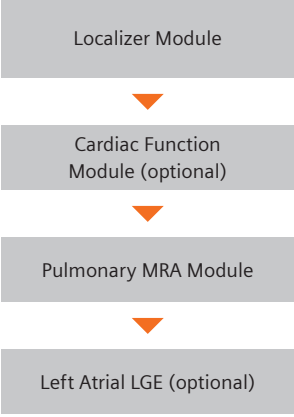 Localizer Module
Cardiac Function
Module (optional)
Pulmonary MRA Module
Left Atrial LGE (optional)